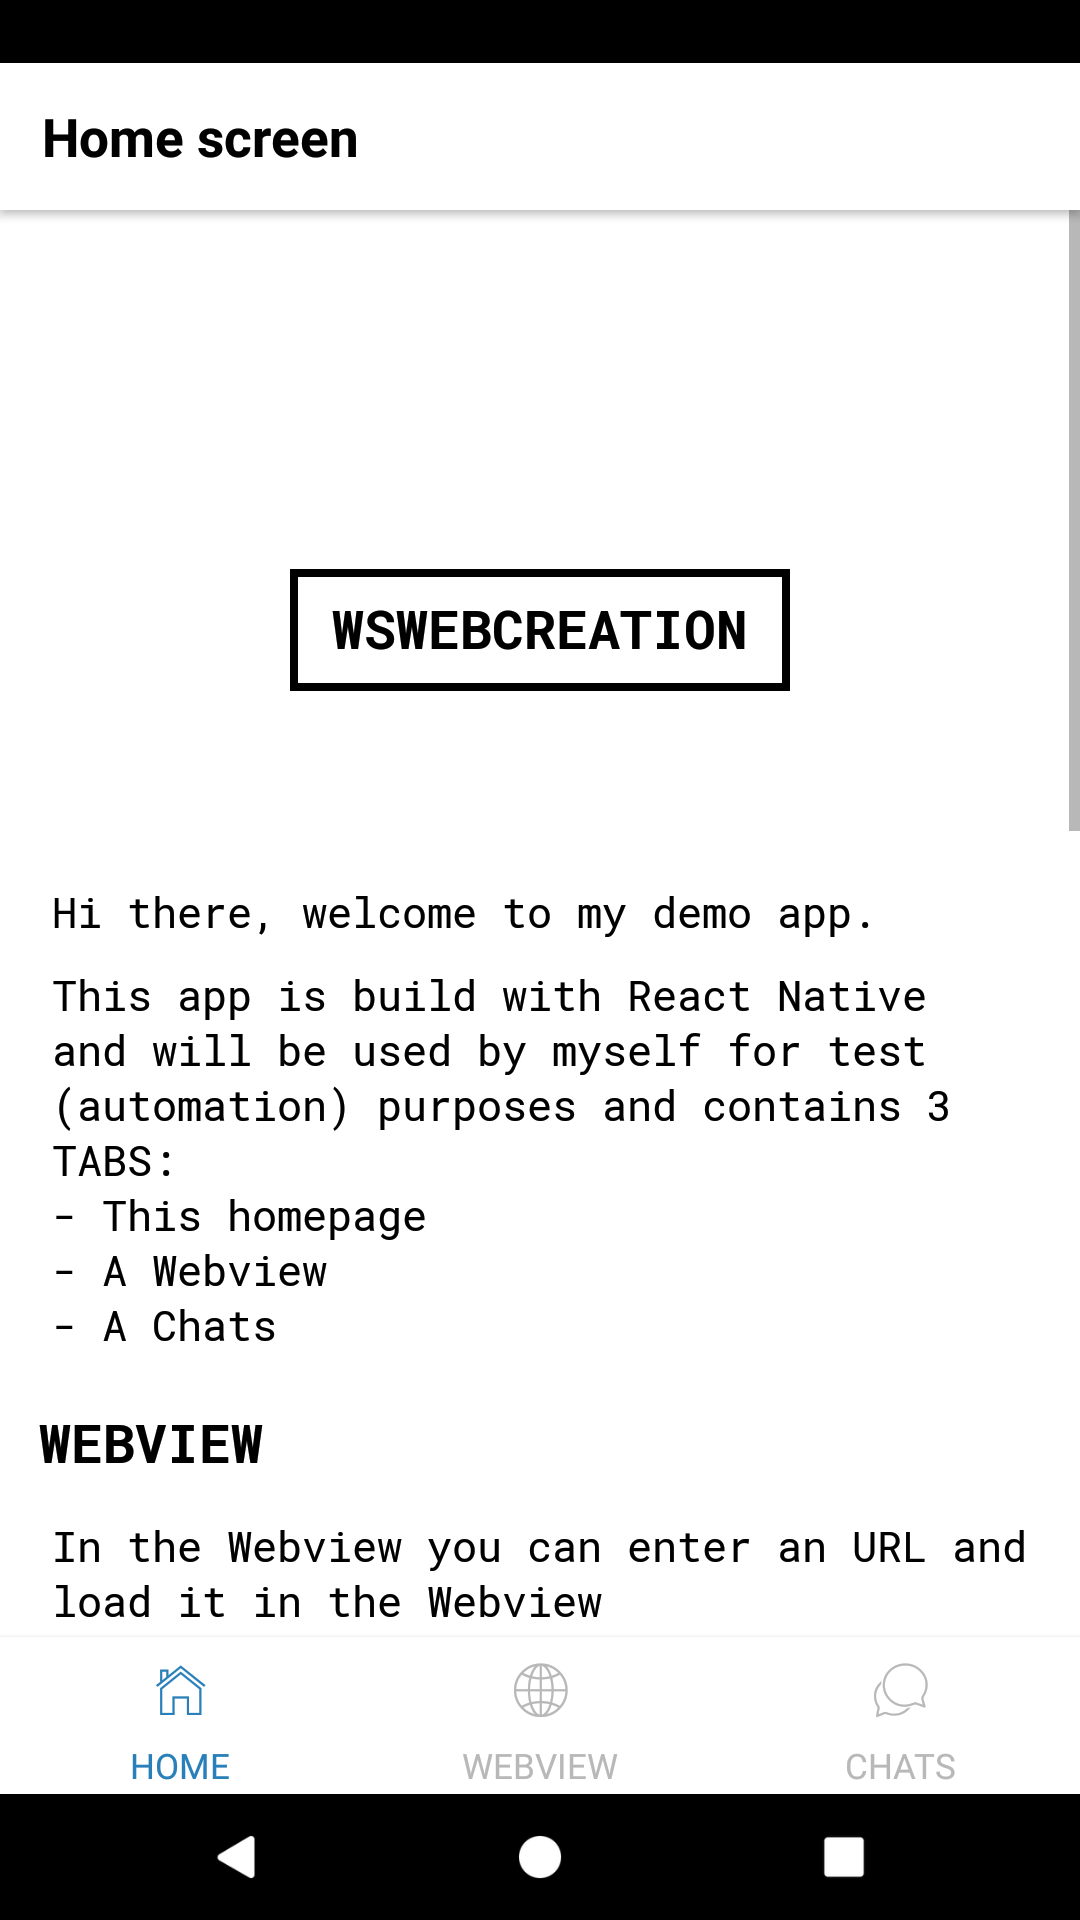 Home screen
WSWEBCREATION
Hi there, welcome to my demo app.
This app is build with React Native
and will be used by myself for test
(automation) purposes and contains 3
TABS:
- This homepage
- A Webview
- A Chats
WEBVIEW
In the Webview you can enter an URL and
load it in the Webview
HOME
WEBVIEW
CHATS